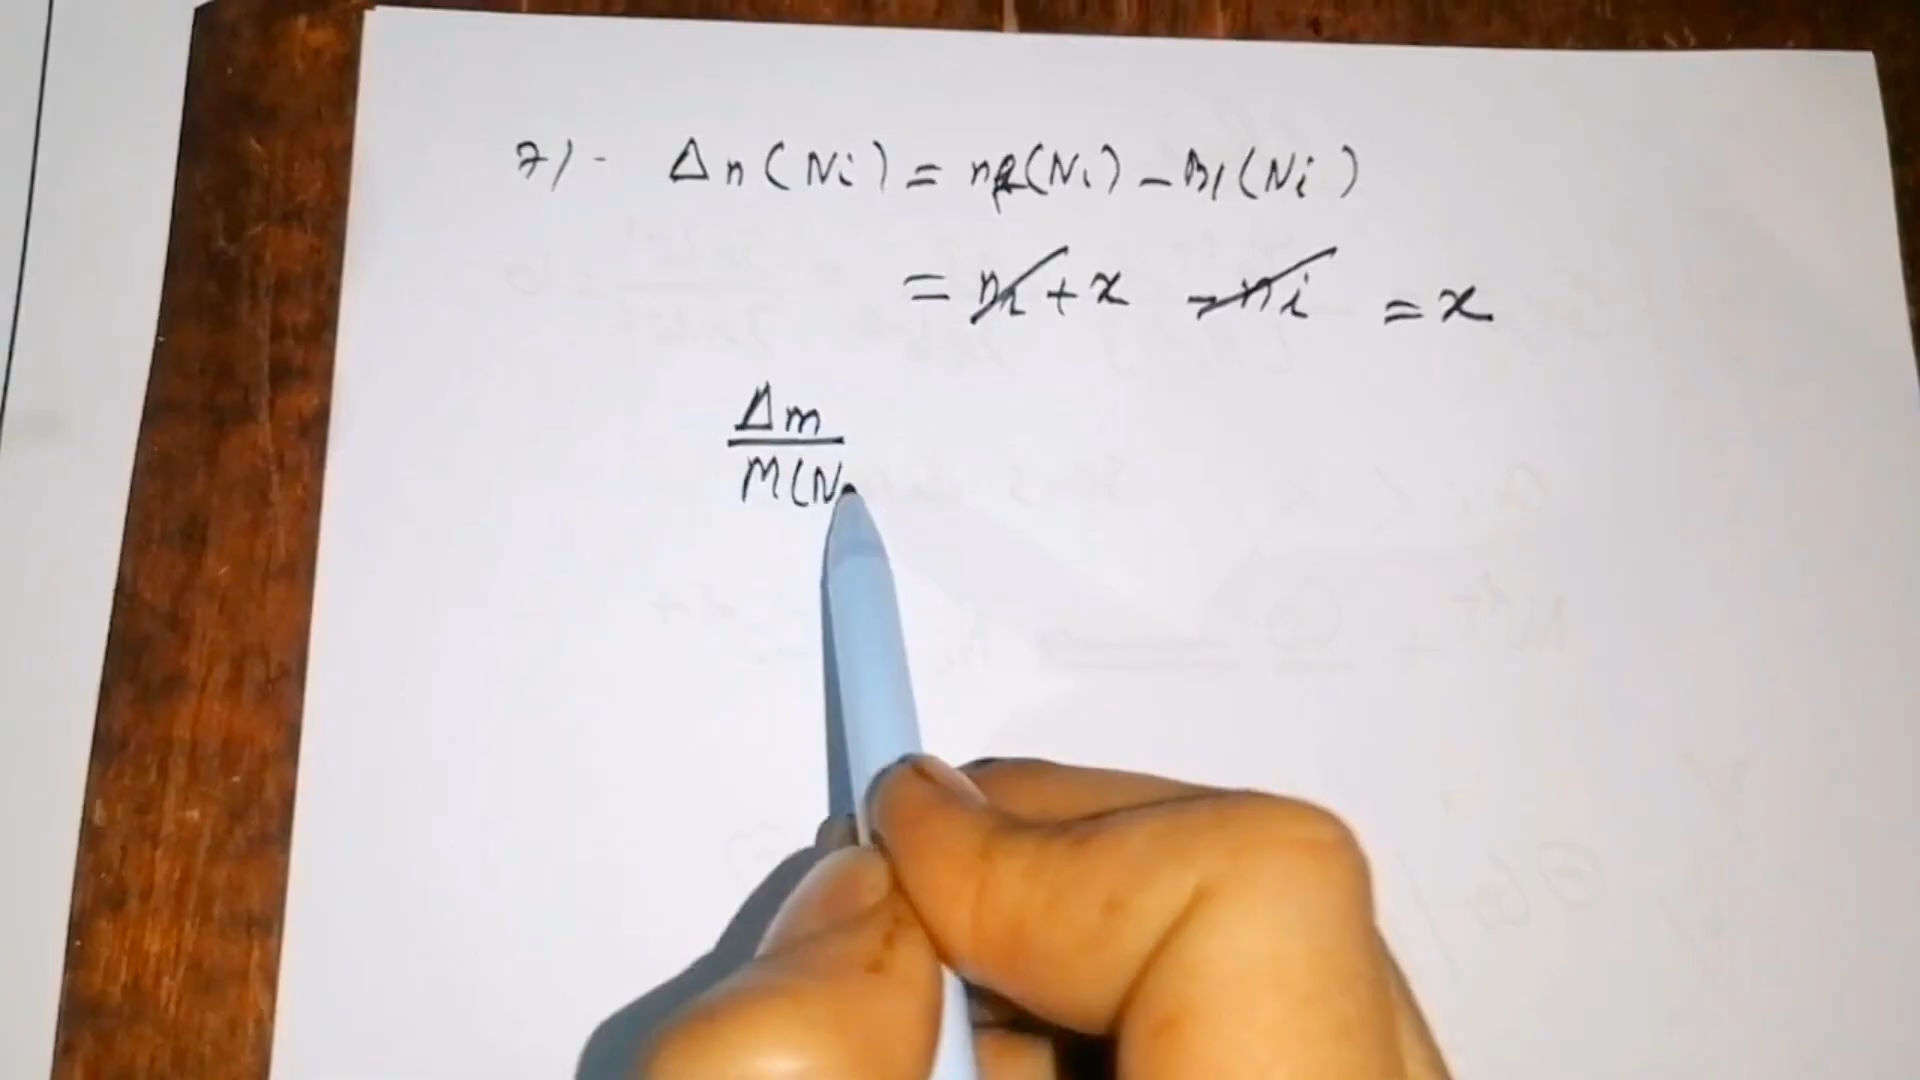 7) - Δn(Ni) = nf(Ni) - ni(Ni)
= ni + x - ni = x
Δm
M(N